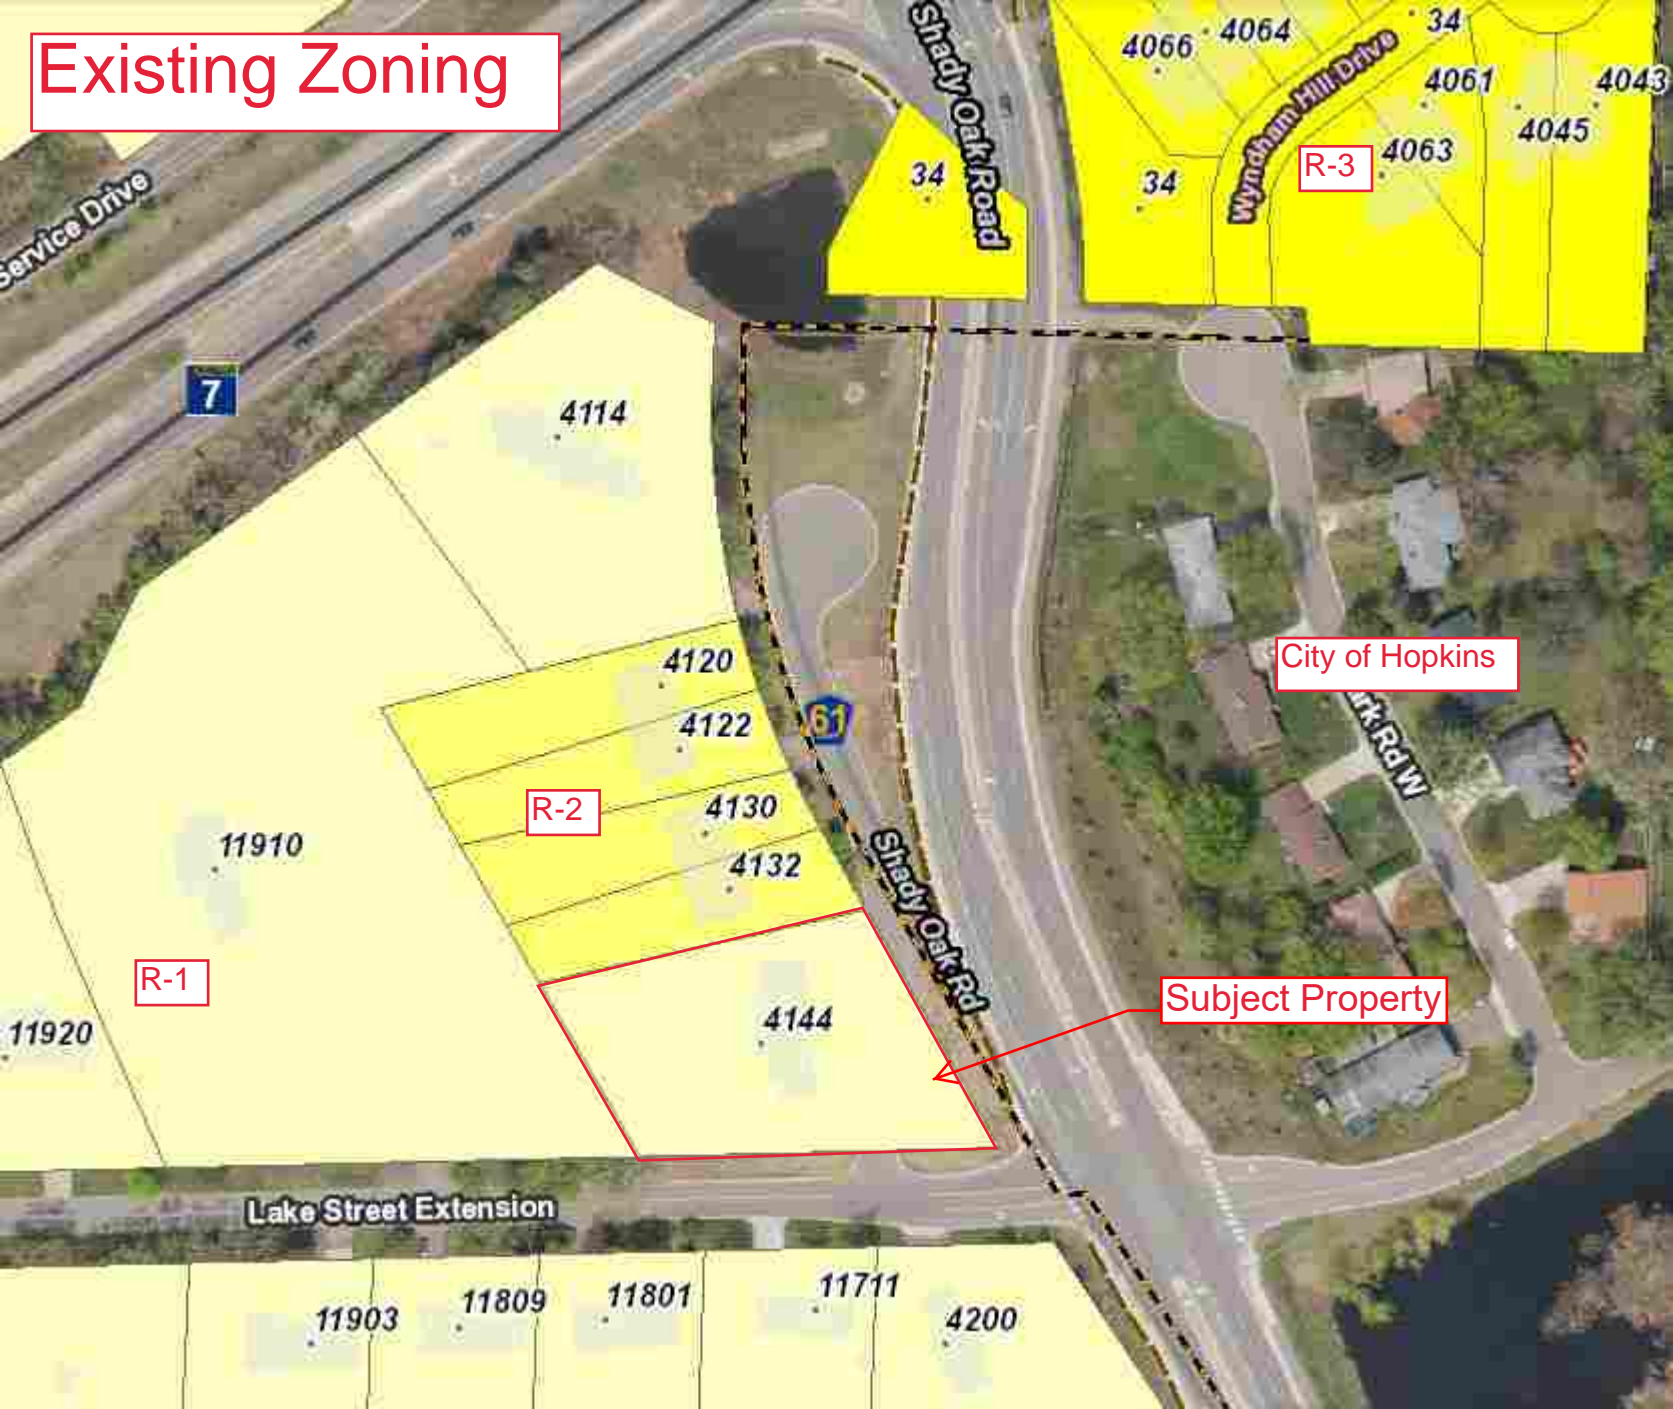 Existing Zoning
Shady Oak Road
4066
4064
34
4061
4043
4045
4063
R-3
Wyndham Hill Drive
34
34
Service Drive
7
4114
4120
4122
61
City of Hopkins
ark Rd W
R-2
4130
4132
11910
Shady Oak Rd
R-1
Subject Property
4144
11920
Lake Street Extension
11903
11809
11801
11711
4200